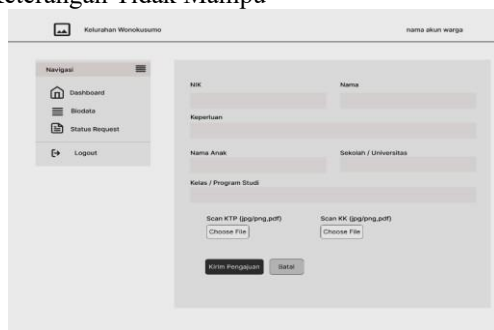 Keterangan Tidak Mampu
Kelurahan Wonokusumo
nama akun warga
Navigasi
Dashboard
Biodata
Status Request
Logout
NIK
Nama
Keperluan
Nama Anak
Sekolah / Universitas
Kelas / Program Studi
Scan KTP (jpg/png,pdf)
Scan KK (jpg/png,pdf)
Choose File
Choose File
Kirim Pengajuan
Batal